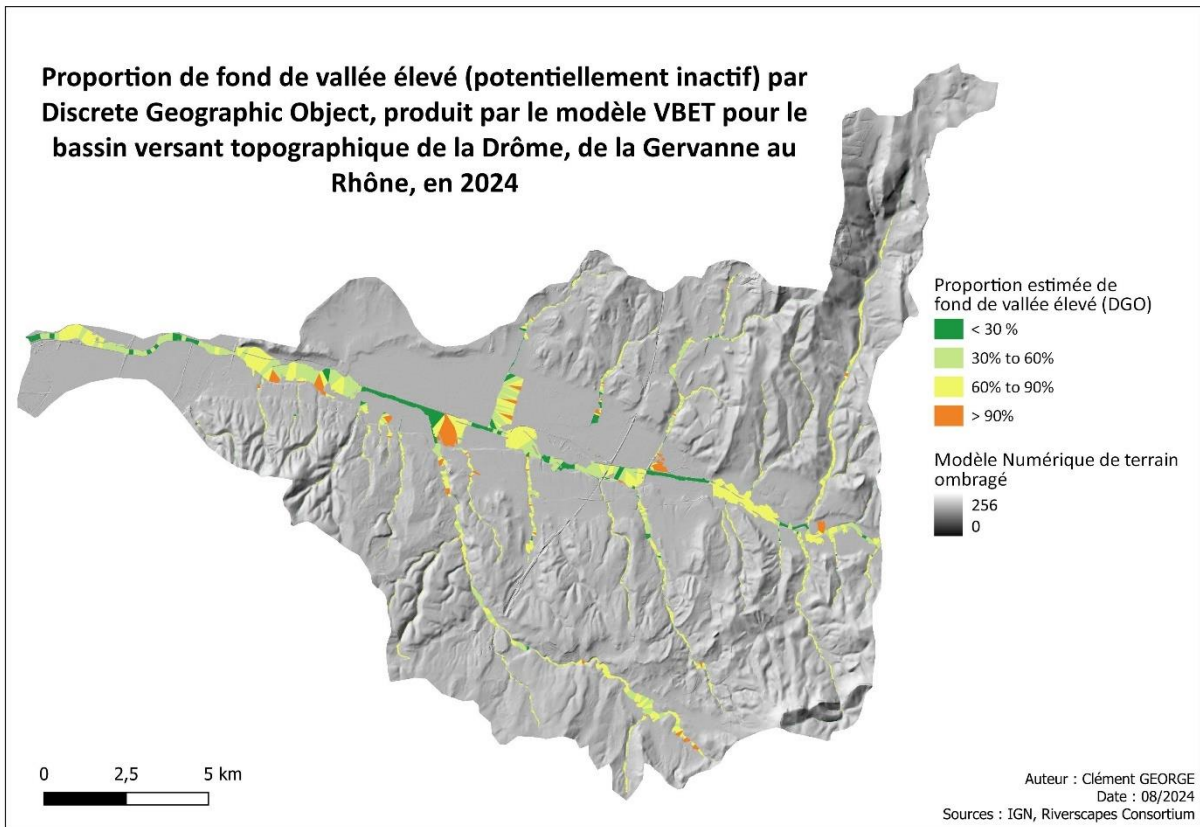 Proportion de fond de vallée élevé (potentiellement inactif) par
Discrete Geographic Object, produit par le modèle VBET pour le
bassin versant topographique de la Drôme, de la Gervanne au
Rhône, en 2024
Proportion estimée de
fond de vallée élevé (DGO)
< 30 %
30% to 60%
60% to 90%
> 90%
Modèle Numérique de terrain
ombragé
256
0
0 2,5 5 km
Auteur : Clément GEORGE
Date : 08/2024
Sources : IGN, Riverscapes Consortium